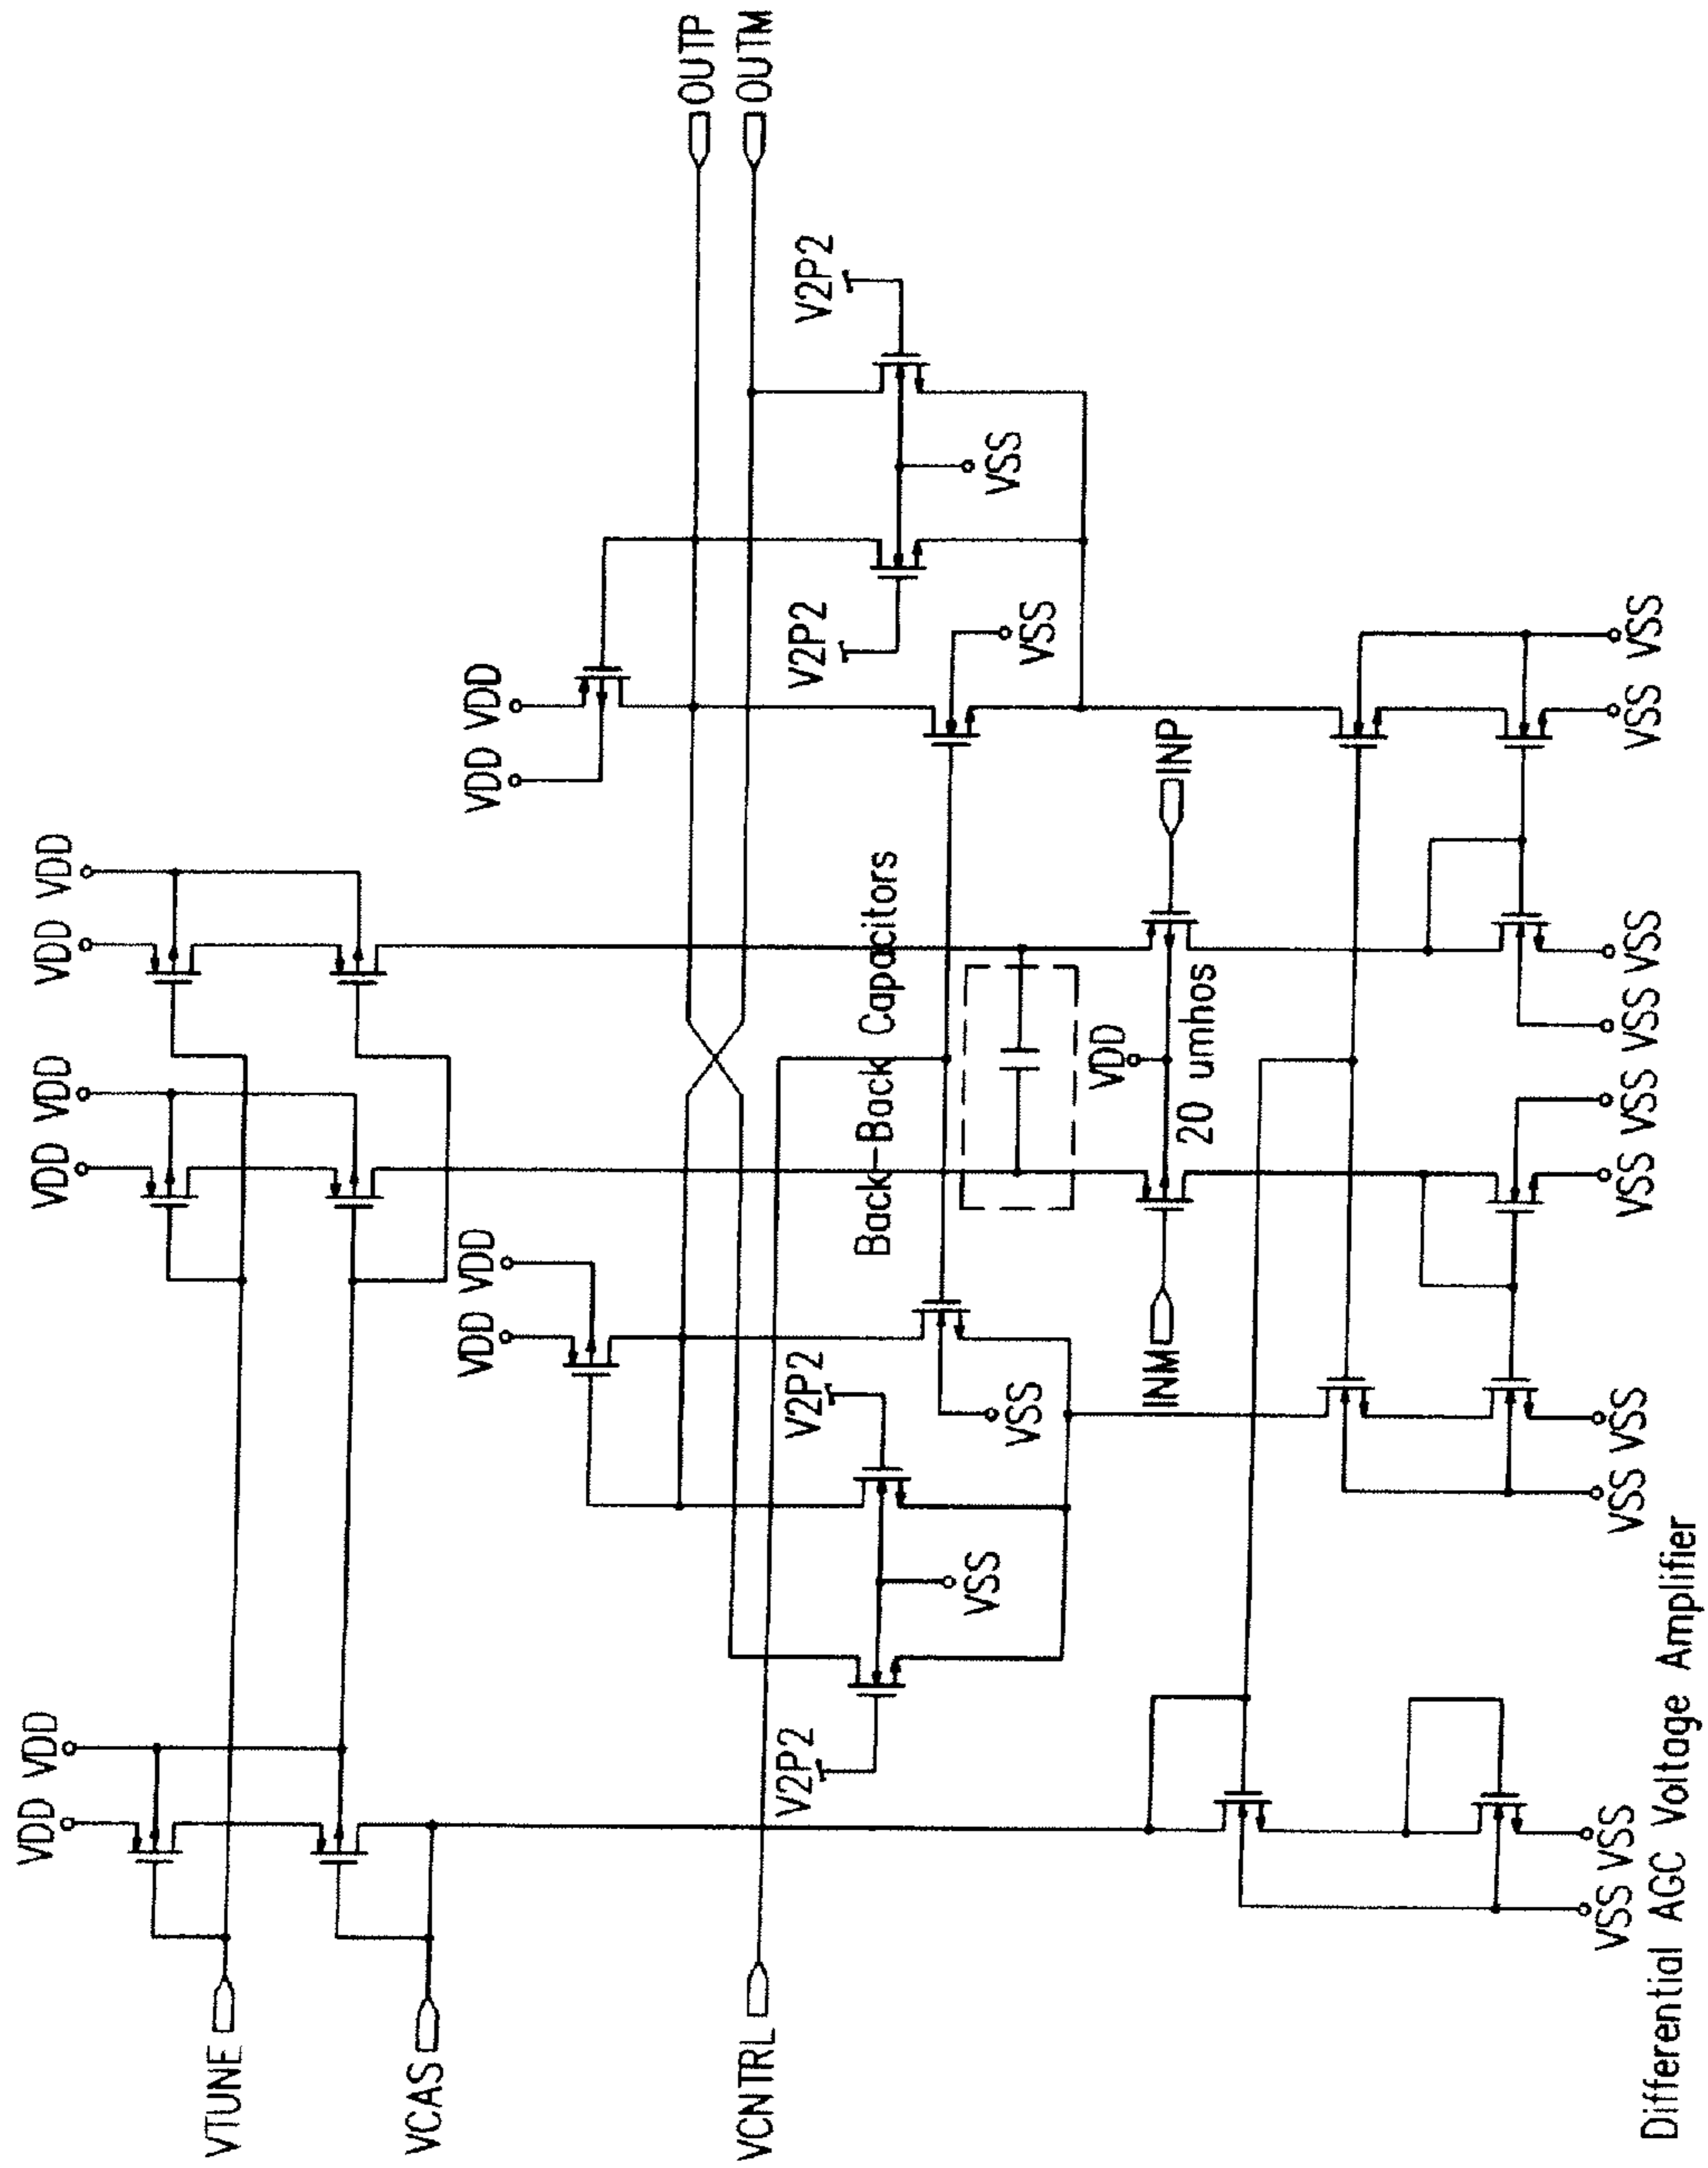 VTUNE
VCAS
VCNTRL
VDD VDD
VDD VDD
VDD VDD
VDD VDD
VDD VDD
OUTP
OUTM
V2P2
V2P2
V2P2
V2P2
VSS
VSS
VSS
VSS
Back-Back Capacitors
VDD
20 umhos
INM
INP
VSS VSS
VSS VSS
VSS VSS
VSS VSS
VSS VSS
Differential AGC Voltage Amplifier